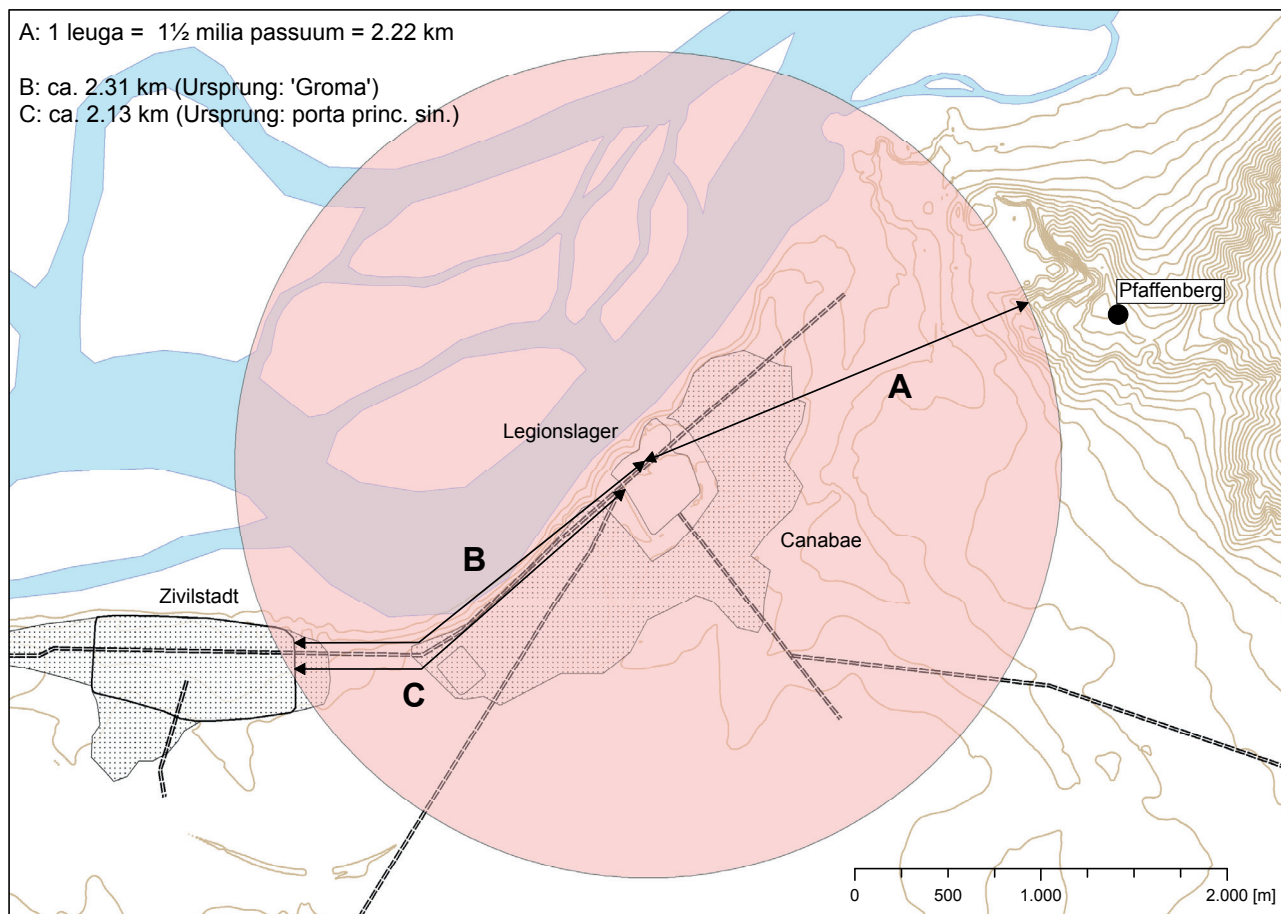 A: 1 leuga =  1½ milia passuum = 2.22 km
B: ca. 2.31 km (Ursprung: 'Groma')
C: ca. 2.13 km (Ursprung: porta princ. sin.)
Pfaffenberg
A
Legionslager
Canabae
B
Zivilstadt
C
0 500 1.000 2.000 [m]